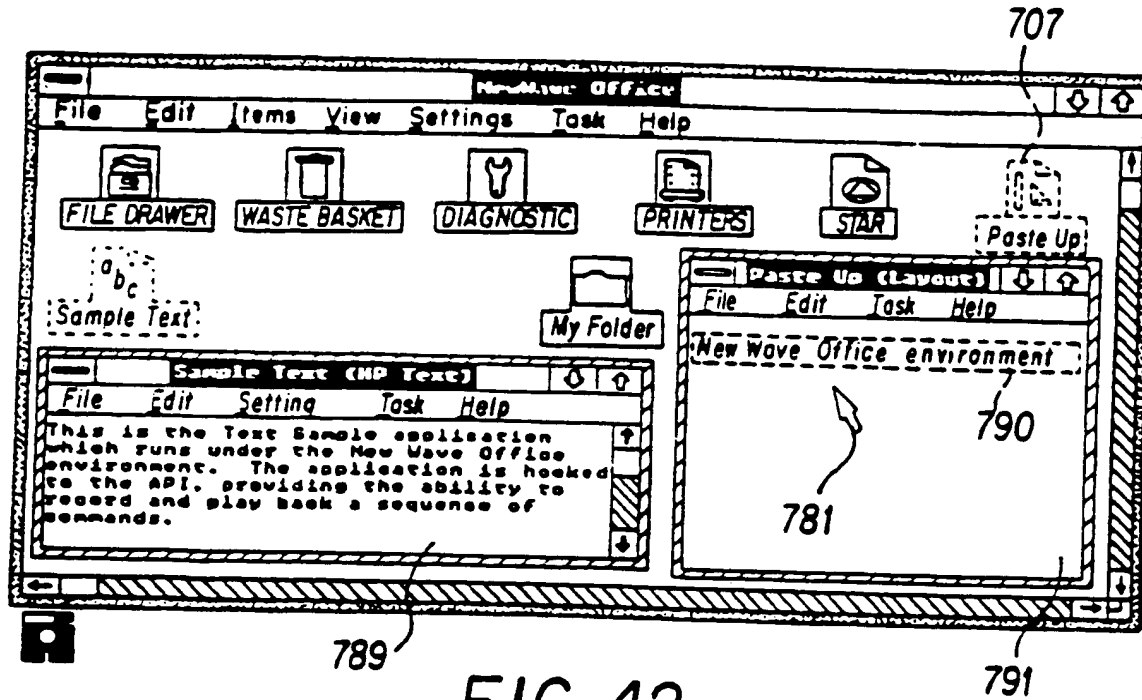 707
NewWave Office
File Edit Items View Settings Task Help
FILE DRAWER WASTE BASKET DIAGNOSTIC PRINTERS STAR Paste Up
abc
Sample Text
My Folder
Paste Up (Layout)
File Edit Task Help
New Wave Office environment
790
781
Sample Text (HP Text)
File Edit Setting Task Help
This is the Text Sample application
which runs under the New Wave Office
environment. The application is hooked
to the API, providing the ability to
record and play back a sequence of
commands.
789
791
FIG 42